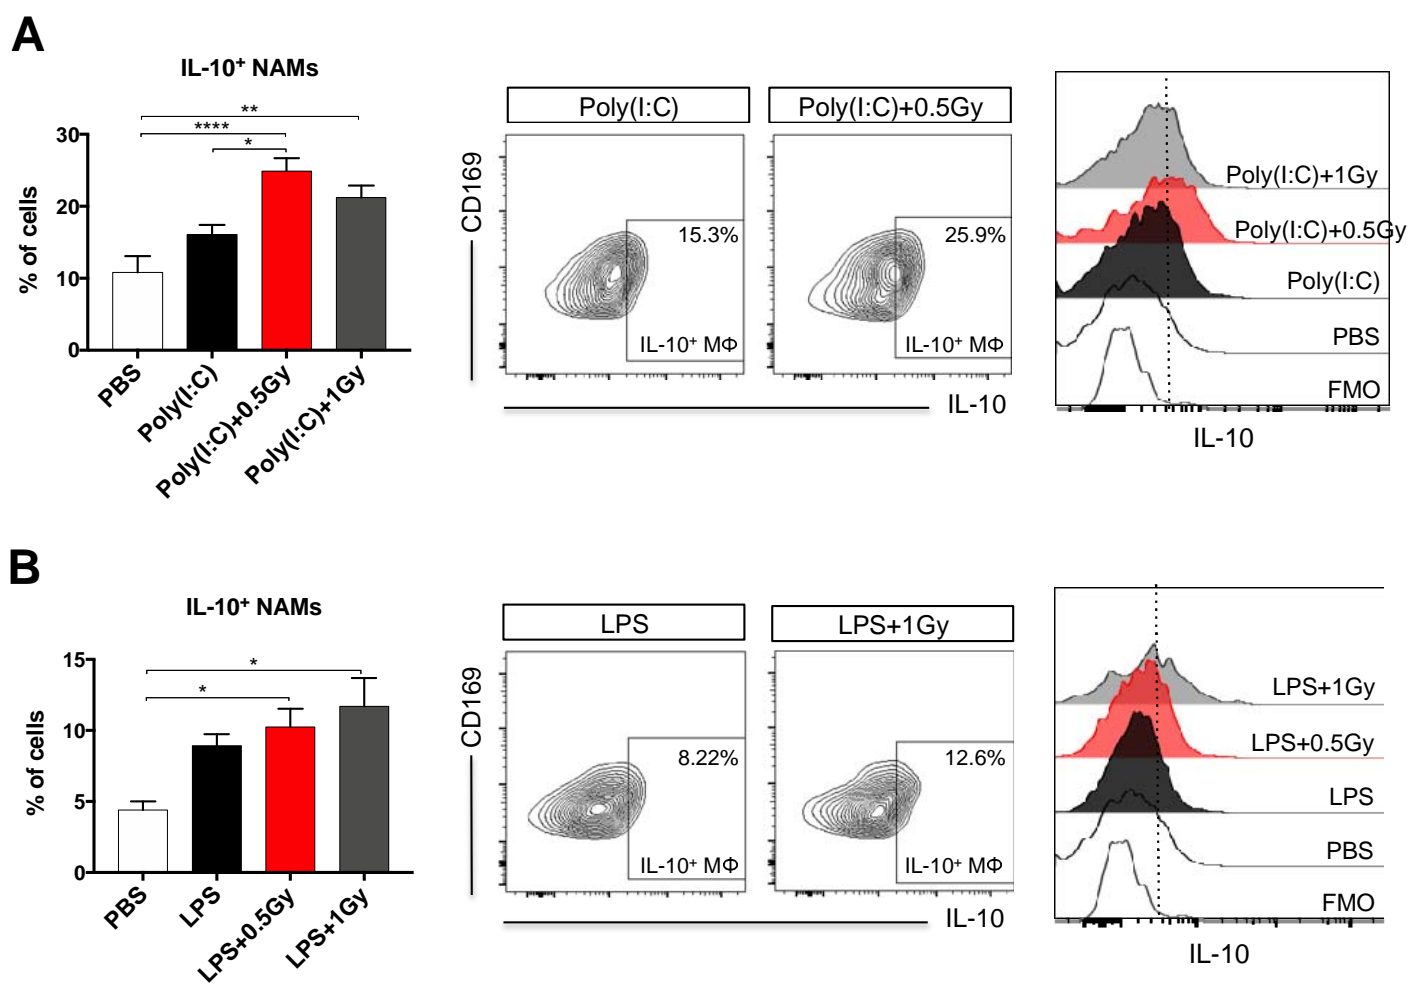 A
IL-10⁺ NAMs
**
****
*
30
20
10
0
% of cells
PBS
Poly(I:C)
Poly(I:C)+0.5Gy
Poly(I:C)+1Gy
Poly(I:C)
Poly(I:C)+0.5Gy
CD169
15.3%
IL-10⁺ MΦ
25.9%
IL-10⁺ MΦ
IL-10
Poly(I:C)+1Gy
Poly(I:C)+0.5Gy
Poly(I:C)
PBS
FMO
IL-10
B
IL-10⁺ NAMs
*
*
15
10
5
0
% of cells
PBS
LPS
LPS+0.5Gy
LPS+1Gy
LPS
LPS+1Gy
CD169
8.22%
IL-10⁺ MΦ
12.6%
IL-10⁺ MΦ
IL-10
LPS+1Gy
LPS+0.5Gy
LPS
PBS
FMO
IL-10